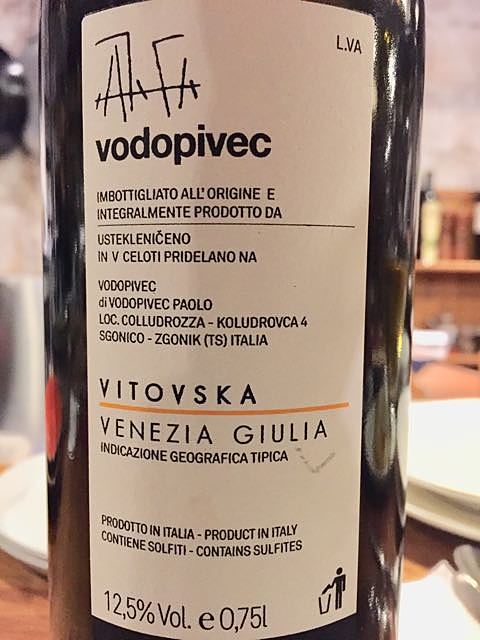 L.VA
vodopivec
IMBOTTIGLIATO ALL' ORIGINE E
INTEGRALMENTE PRODOTTO DA
USTEKLENIČENO
IN V CELOTI PRIDELANO NA
VODOPIVEC
di VODOPIVEC PAOLO
LOC. COLLUDROZZA - KOLUDROVCA 4
SGONICO - ZGONIK (TS) ITALIA
VITOVSKA
VENEZIA GIULIA
INDICAZIONE GEOGRAFICA TIPICA
PRODOTTO IN ITALIA - PRODUCT IN ITALY
CONTIENE SOLFITI - CONTAINS SULFITES
12,5% Vol. e 0,75l